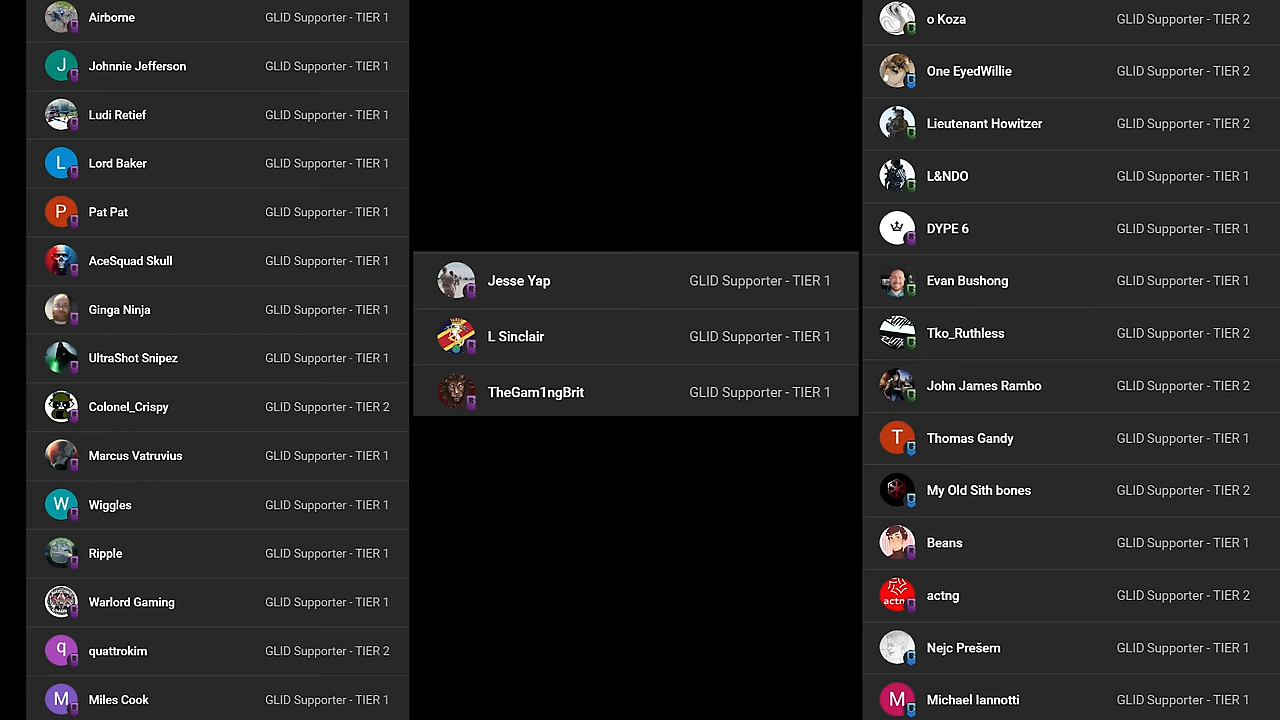 Airborne GLID Supporter - TIER 1
J Johnnie Jefferson GLID Supporter - TIER 1
Ludi Retief GLID Supporter - TIER 1
L Lord Baker GLID Supporter - TIER 1
P Pat Pat GLID Supporter - TIER 1
AceSquad Skull GLID Supporter - TIER 1
Ginga Ninja GLID Supporter - TIER 1
UltraShot Snipez GLID Supporter - TIER 1
Colonel_Crispy GLID Supporter - TIER 2
Marcus Vatruvius GLID Supporter - TIER 1
W Wiggles GLID Supporter - TIER 1
Ripple GLID Supporter - TIER 1
Warlord Gaming GLID Supporter - TIER 1
q quattrokim GLID Supporter - TIER 2
M Miles Cook GLID Supporter - TIER 1
Jesse Yap GLID Supporter - TIER 1
L Sinclair GLID Supporter - TIER 1
TheGam1ngBrit GLID Supporter - TIER 1
o Koza GLID Supporter - TIER 2
One EyedWillie GLID Supporter - TIER 2
Lieutenant Howitzer GLID Supporter - TIER 2
L&NDO GLID Supporter - TIER 1
DYPE 6 GLID Supporter - TIER 1
Evan Bushong GLID Supporter - TIER 1
Tko_Ruthless GLID Supporter - TIER 2
John James Rambo GLID Supporter - TIER 2
T Thomas Gandy GLID Supporter - TIER 1
My Old Sith bones GLID Supporter - TIER 2
Beans GLID Supporter - TIER 1
actng GLID Supporter - TIER 2
Nejc Prešern GLID Supporter - TIER 1
M Michael Iannotti GLID Supporter - TIER 1